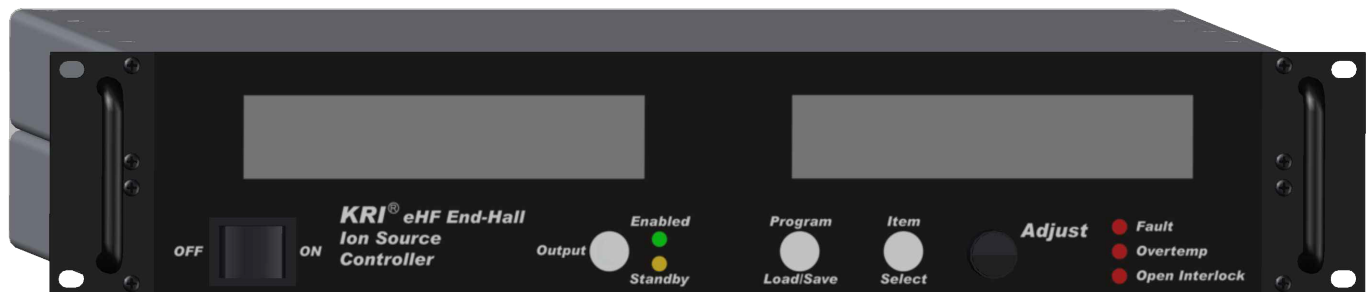 KRI® eHF End-Hall
Ion Source
Controller
OFF
ON
Output
Enabled
Standby
Program
Load/Save
Item
Select
Adjust
Fault
Overtemp
Open Interlock